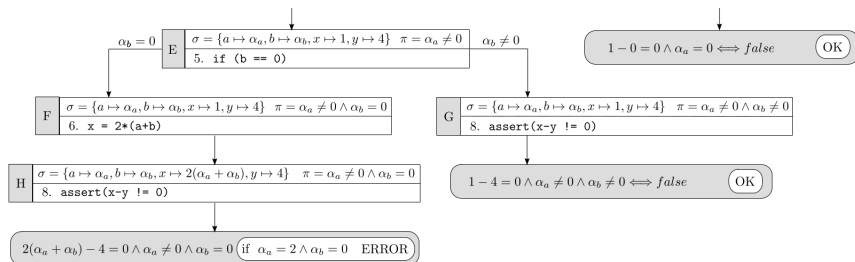 α_b = 0
E
σ = {a ↦ α_a, b ↦ α_b, x ↦ 1, y ↦ 4} π = α_a ≠ 0
5. if (b == 0)
α_b ≠ 0
1 − 0 = 0 ∧ α_a = 0 ⟺ false
OK
F
σ = {a ↦ α_a, b ↦ α_b, x ↦ 1, y ↦ 4} π = α_a ≠ 0 ∧ α_b = 0
6. x = 2*(a+b)
G
σ = {a ↦ α_a, b ↦ α_b, x ↦ 1, y ↦ 4} π = α_a ≠ 0 ∧ α_b ≠ 0
8. assert(x-y != 0)
H
σ = {a ↦ α_a, b ↦ α_b, x ↦ 2(α_a + α_b), y ↦ 4} π = α_a ≠ 0 ∧ α_b = 0
8. assert(x-y != 0)
1 − 4 = 0 ∧ α_a ≠ 0 ∧ α_b ≠ 0 ⟺ false
OK
2(α_a + α_b) − 4 = 0 ∧ α_a ≠ 0 ∧ α_b = 0
if α_a = 2 ∧ α_b = 0 ERROR